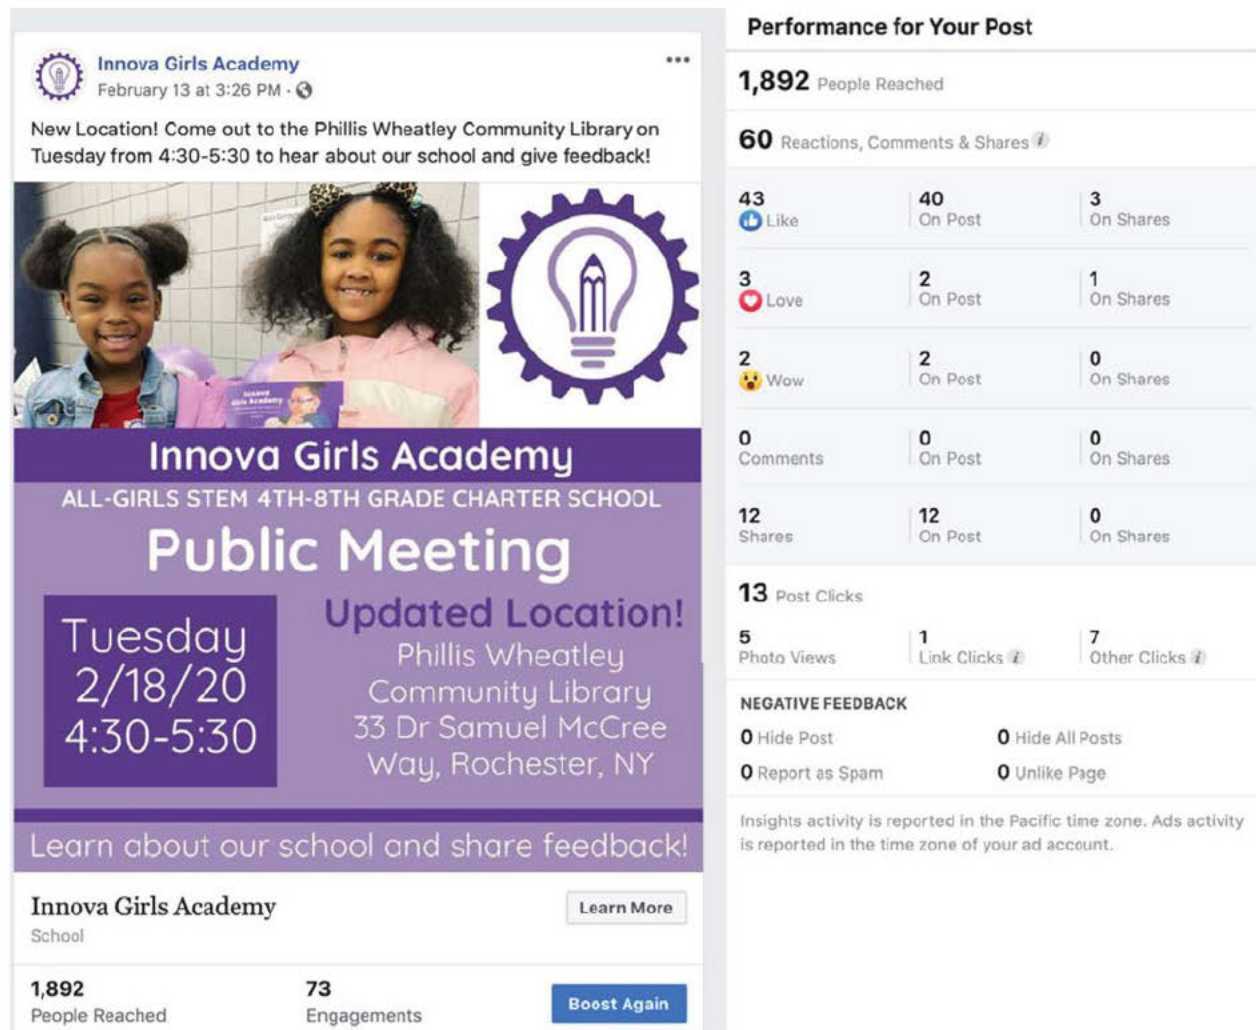 Innova Girls Academy
February 13 at 3:26 PM ·
New Location! Come out to the Phillis Wheatley Community Library on
Tuesday from 4:30-5:30 to hear about our school and give feedback!
Innova
Girls Academy
Innova Girls Academy
ALL-GIRLS STEM 4TH-8TH GRADE CHARTER SCHOOL
Public Meeting
Tuesday
2/18/20
4:30-5:30
Updated Location!
Phillis Wheatley
Community Library
33 Dr Samuel McCree
Way, Rochester, NY
Learn about our school and share feedback!
Innova Girls Academy
School
Learn More
1,892
People Reached
73
Engagements
Boost Again
Performance for Your Post
1,892 People Reached
60 Reactions, Comments & Shares
43
Like
40
On Post
3
On Shares
3
Love
2
On Post
1
On Shares
2
Wow
2
On Post
0
On Shares
0
Comments
0
On Post
0
On Shares
12
Shares
12
On Post
0
On Shares
13 Post Clicks
5
Photo Views
1
Link Clicks
7
Other Clicks
NEGATIVE FEEDBACK
0 Hide Post
0 Hide All Posts
0 Report as Spam
0 Unlike Page
Insights activity is reported in the Pacific time zone. Ads activity
is reported in the time zone of your ad account.